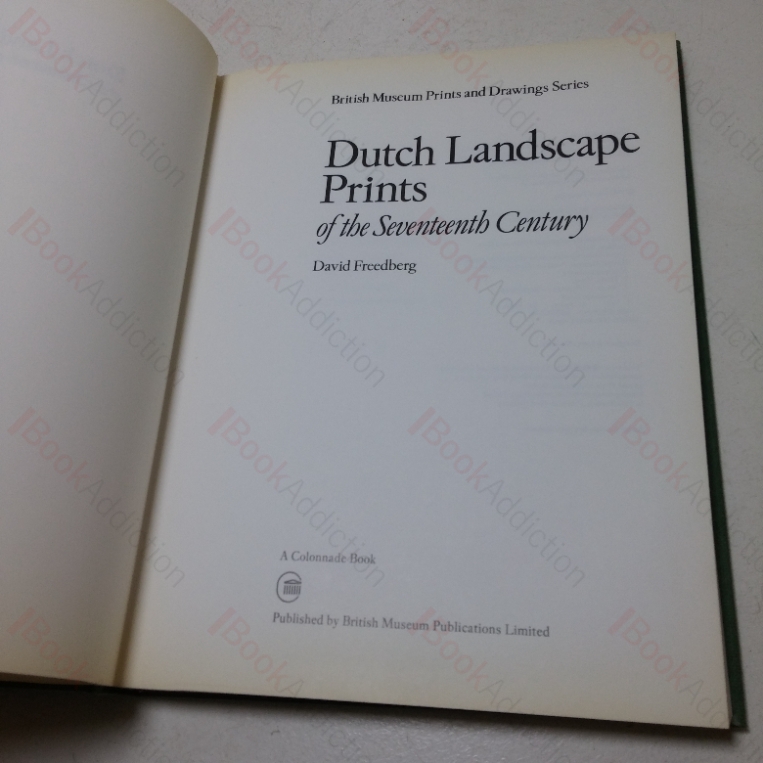 British Museum Prints and Drawings Series
Dutch Landscape
Prints
of the Seventeenth Century
David Freedberg
A Colonnade Book
Published by British Museum Publications Limited
BookAddiction